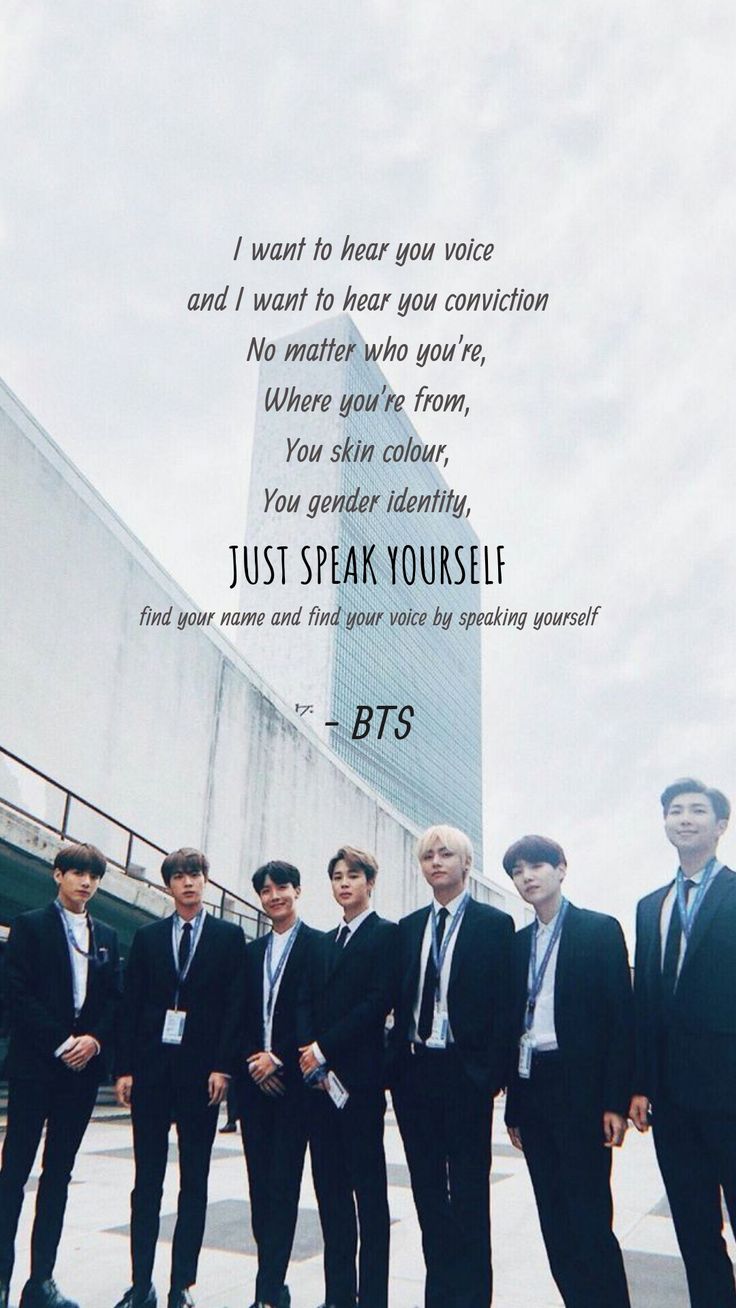 I want to hear you voice
and I want to hear you conviction
No matter who you're,
Where you're from,
You skin colour,
You gender identity,
JUST SPEAK YOURSELF
find your name and find your voice by speaking yourself
- BTS